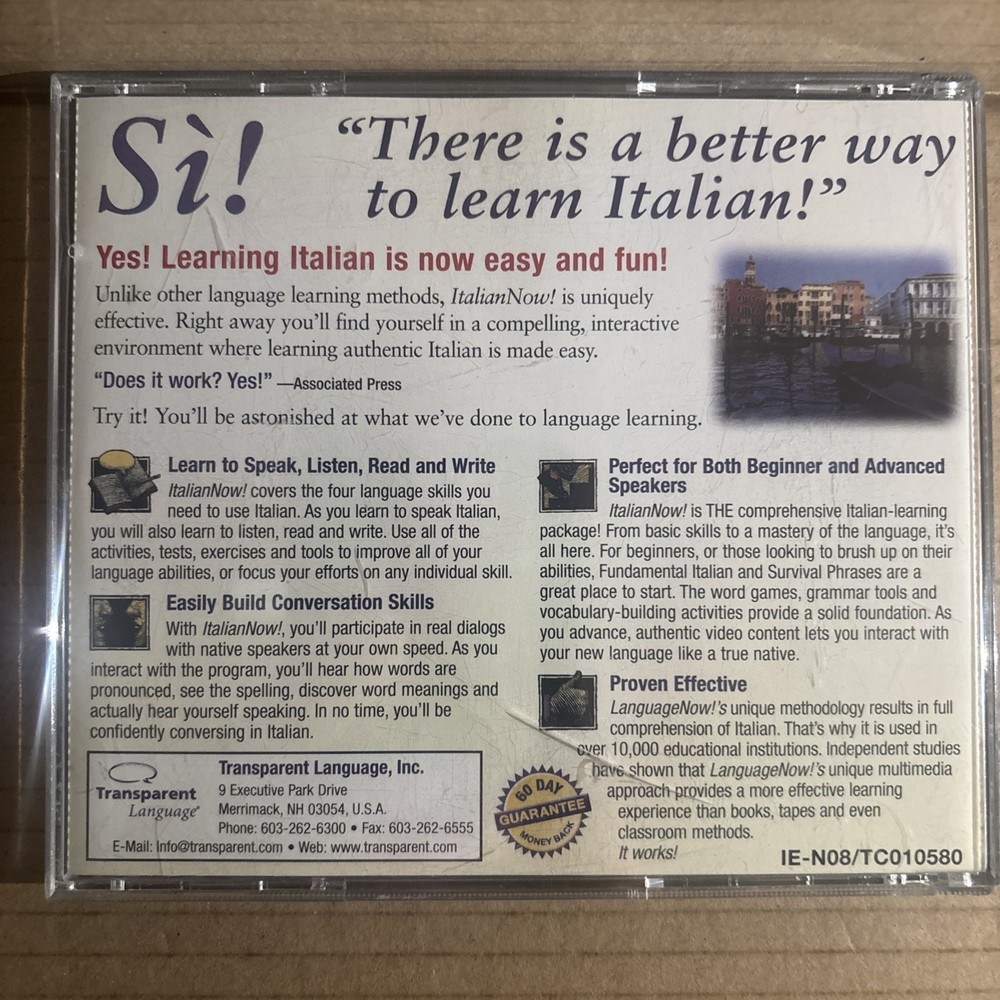 Sì!
“There is a better way
to learn Italian!”
Yes! Learning Italian is now easy and fun!
Unlike other language learning methods, ItalianNow! is uniquely
effective. Right away you’ll find yourself in a compelling, interactive
environment where learning authentic Italian is made easy.
“Does it work? Yes!” —Associated Press
Try it! You’ll be astonished at what we’ve done to language learning.
Learn to Speak, Listen, Read and Write
ItalianNow! covers the four language skills you
need to use Italian. As you learn to speak Italian,
you will also learn to listen, read and write. Use all of the
activities, tests, exercises and tools to improve all of your
language abilities, or focus your efforts on any individual skill.
Easily Build Conversation Skills
With ItalianNow!, you’ll participate in real dialogs
with native speakers at your own speed. As you
interact with the program, you’ll hear how words are
pronounced, see the spelling, discover word meanings and
actually hear yourself speaking. In no time, you’ll be
confidently conversing in Italian.
Perfect for Both Beginner and Advanced
Speakers
ItalianNow! is THE comprehensive Italian-learning
package! From basic skills to a mastery of the language, it’s
all here. For beginners, or those looking to brush up on their
abilities, Fundamental Italian and Survival Phrases are a
great place to start. The word games, grammar tools and
vocabulary-building activities provide a solid foundation. As
you advance, authentic video content lets you interact with
your new language like a true native.
Proven Effective
LanguageNow!’s unique methodology results in full
comprehension of Italian. That’s why it is used in
over 10,000 educational institutions. Independent studies
have shown that LanguageNow!’s unique multimedia
approach provides a more effective learning
experience than books, tapes and even
classroom methods.
It works!
Transparent
Language®
Transparent Language, Inc.
9 Executive Park Drive
Merrimack, NH 03054, U.S.A.
Phone: 603-262-6300 • Fax: 603-262-6555
E-Mail: Info@transparent.com • Web: www.transparent.com
60 DAY
GUARANTEE
MONEY BACK
IE-N08/TC010580